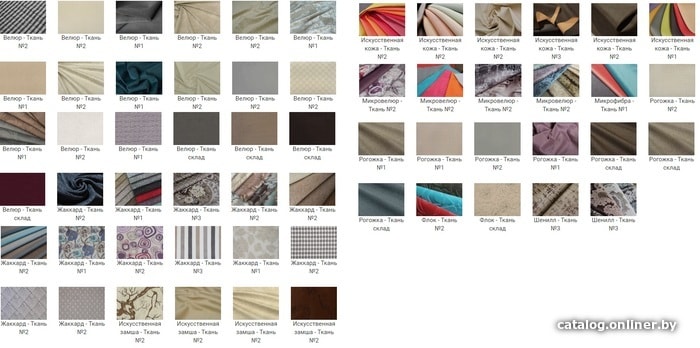 Велюр - Ткань Велюр - Ткань Велюр - Ткань Велюр - Ткань Велюр - Ткань Велюр - Ткань
№2 №2 №1 №2 №2 №1
Велюр - Ткань Велюр - Ткань Велюр - Ткань Велюр - Ткань Велюр - Ткань Велюр - Ткань
№1 №2 №1 №2 №2 №2
Велюр - Ткань Велюр - Ткань Велюр - Ткань Велюр - Ткань Велюр - Ткань Велюр - Ткань
№1 №2 №1 склад склад склад
Велюр - Ткань Жаккард - Ткань Жаккард - Ткань Жаккард - Ткань Жаккард - Ткань Жаккард - Ткань
склад №2 №1 №2 №2 №2
Жаккард - Ткань Жаккард - Ткань Жаккард - Ткань Жаккард - Ткань Жаккард - Ткань Жаккард - Ткань
№2 №1 №2 №3 №1 №2
Жаккард - Ткань Жаккард - Ткань Искусственная Искусственная Искусственная Искусственная
№2 №2 замша - Ткань замша - Ткань замша - Ткань замша - Ткань
№2 №2 №2 №2
Искусственная Искусственная Искусственная Искусственная Искусственная Искусственная
кожа - Ткань кожа - Ткань кожа - Ткань кожа - Ткань кожа - Ткань кожа - Ткань
№2 №2 №2 №3 №2 №1
Микровелюр - Микровелюр - Микровелюр - Микровелюр - Микрофибра - Рогожка - Ткань
Ткань №2 Ткань №2 Ткань №2 Ткань №2 Ткань №1 №2
Рогожка - Ткань Рогожка - Ткань Рогожка - Ткань Рогожка - Ткань Рогожка - Ткань Рогожка - Ткань
№1 №1 №2 №1 склад склад
Рогожка - Ткань Флок - Ткань Флок - Ткань Шенилл - Ткань Шенилл - Ткань
склад №2 склад №3 №3
catalog.onliner.by